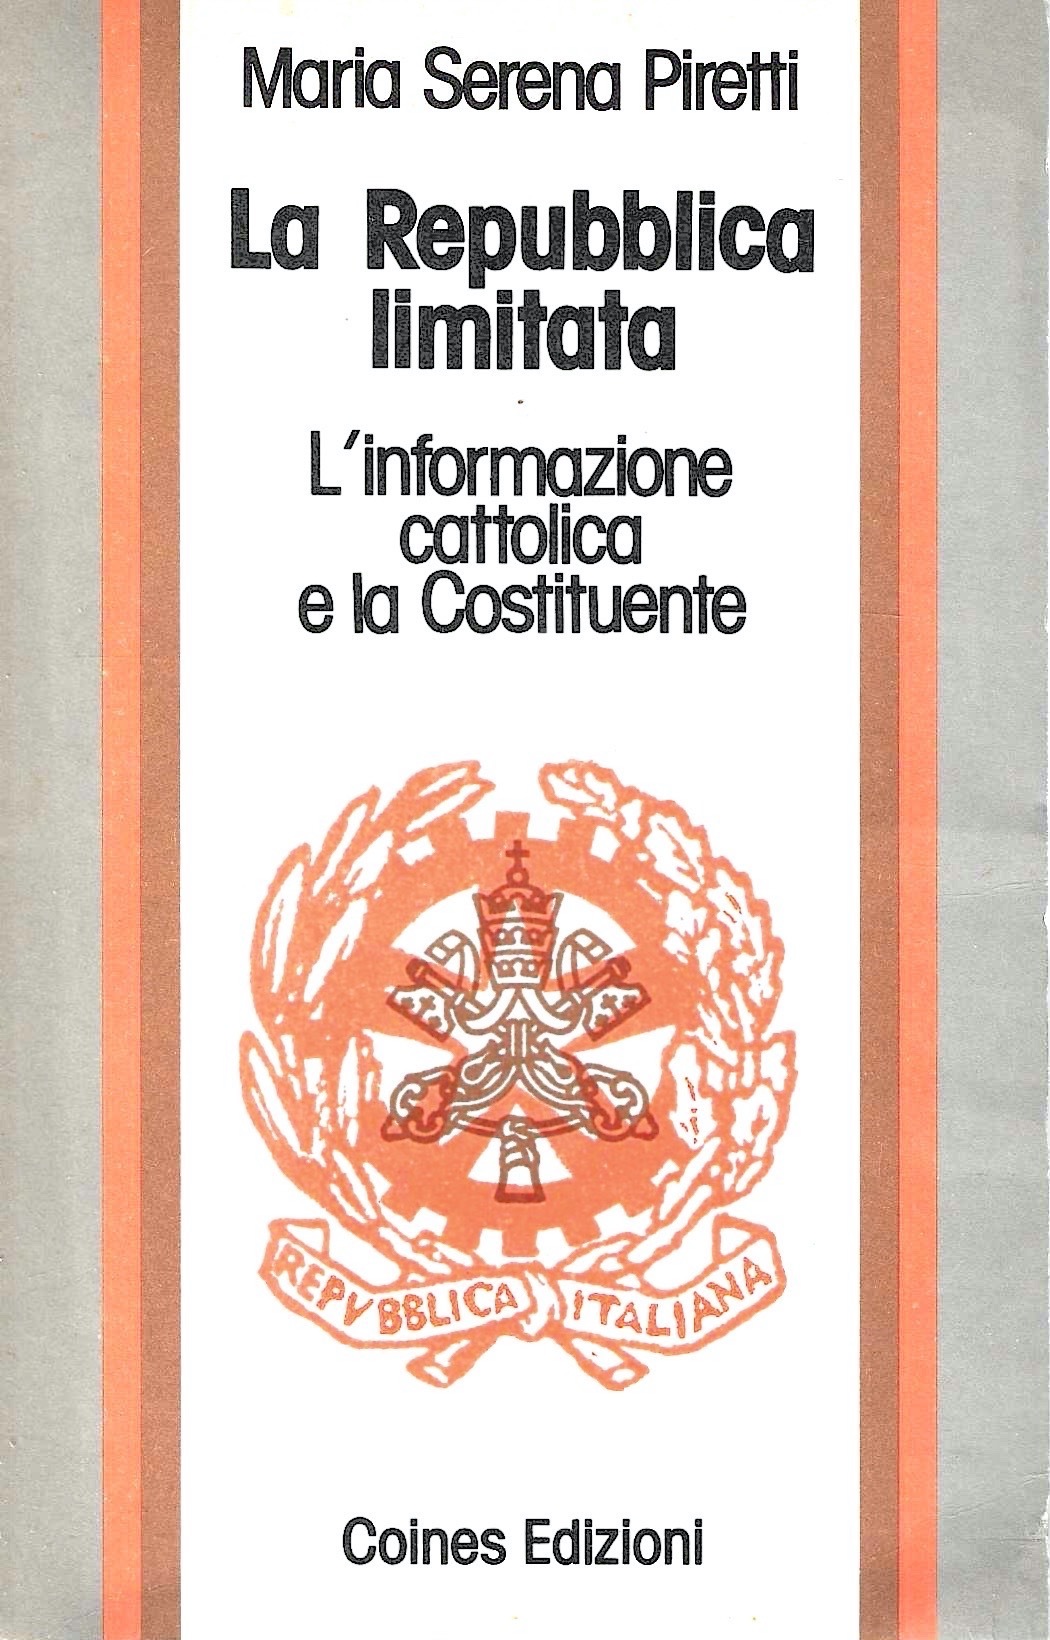 Maria Serena Piretti
La Repubblica
limitata
L'informazione
cattolica
e la Costituente
REPVBBLICA ITALIANA
Coines Edizioni